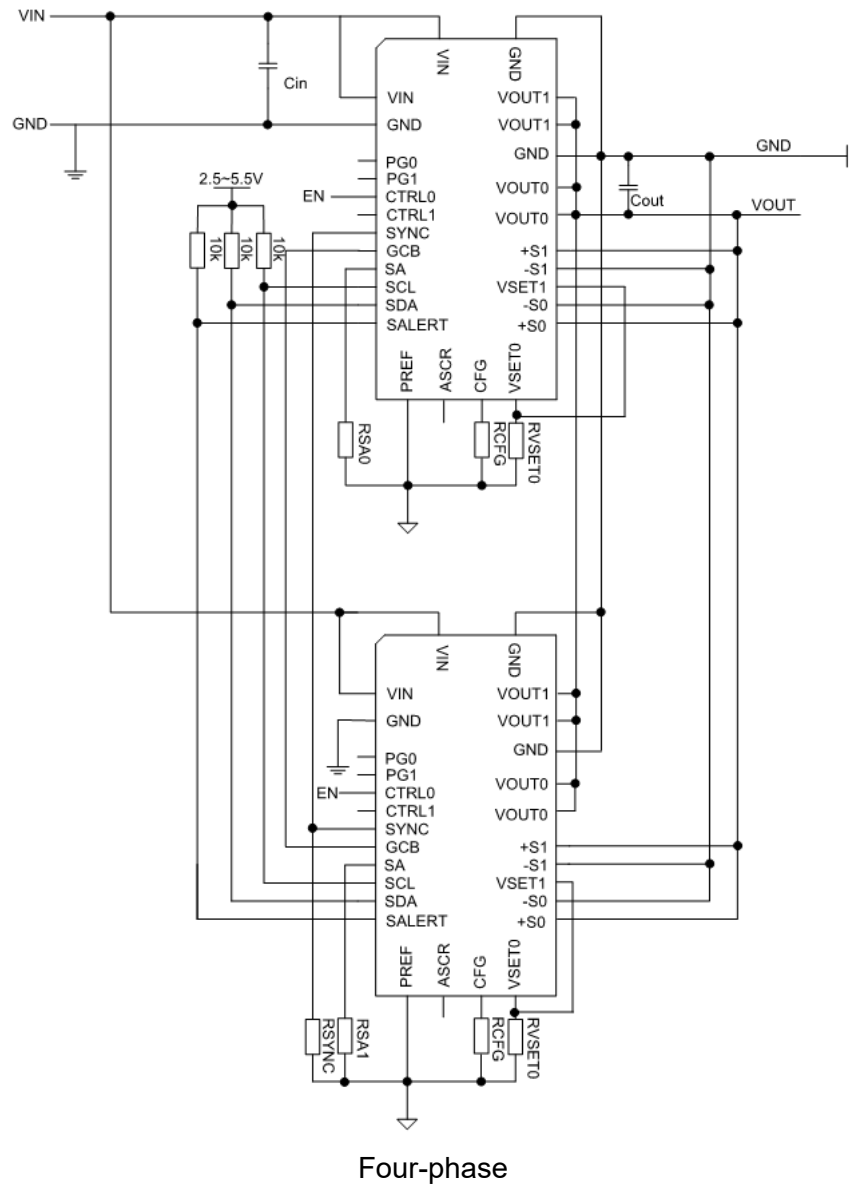 VIN
VIN
GND
Cin
VIN
VOUT1
GND
GND
VOUT1
GND
GND
PG0
2.5~5.5V
PG1
VOUT0
EN
CTRL0
Cout
VOUT
CTRL1
VOUT0
SYNC
10k
10k
10k
GCB
+S1
SA
-S1
SCL
VSET1
SDA
-S0
SALERT
+S0
PREF
ASCR
CFG
VSET0
RSA0
RCFG
RVSET0
VIN
GND
VIN
VOUT1
GND
VOUT1
GND
PG0
PG1
VOUT0
EN
CTRL0
CTRL1
VOUT0
SYNC
GCB
+S1
SA
-S1
SCL
VSET1
SDA
-S0
SALERT
+S0
PREF
ASCR
CFG
VSET0
RSYNC
RSA1
RCFG
RVSET0
Four-phase